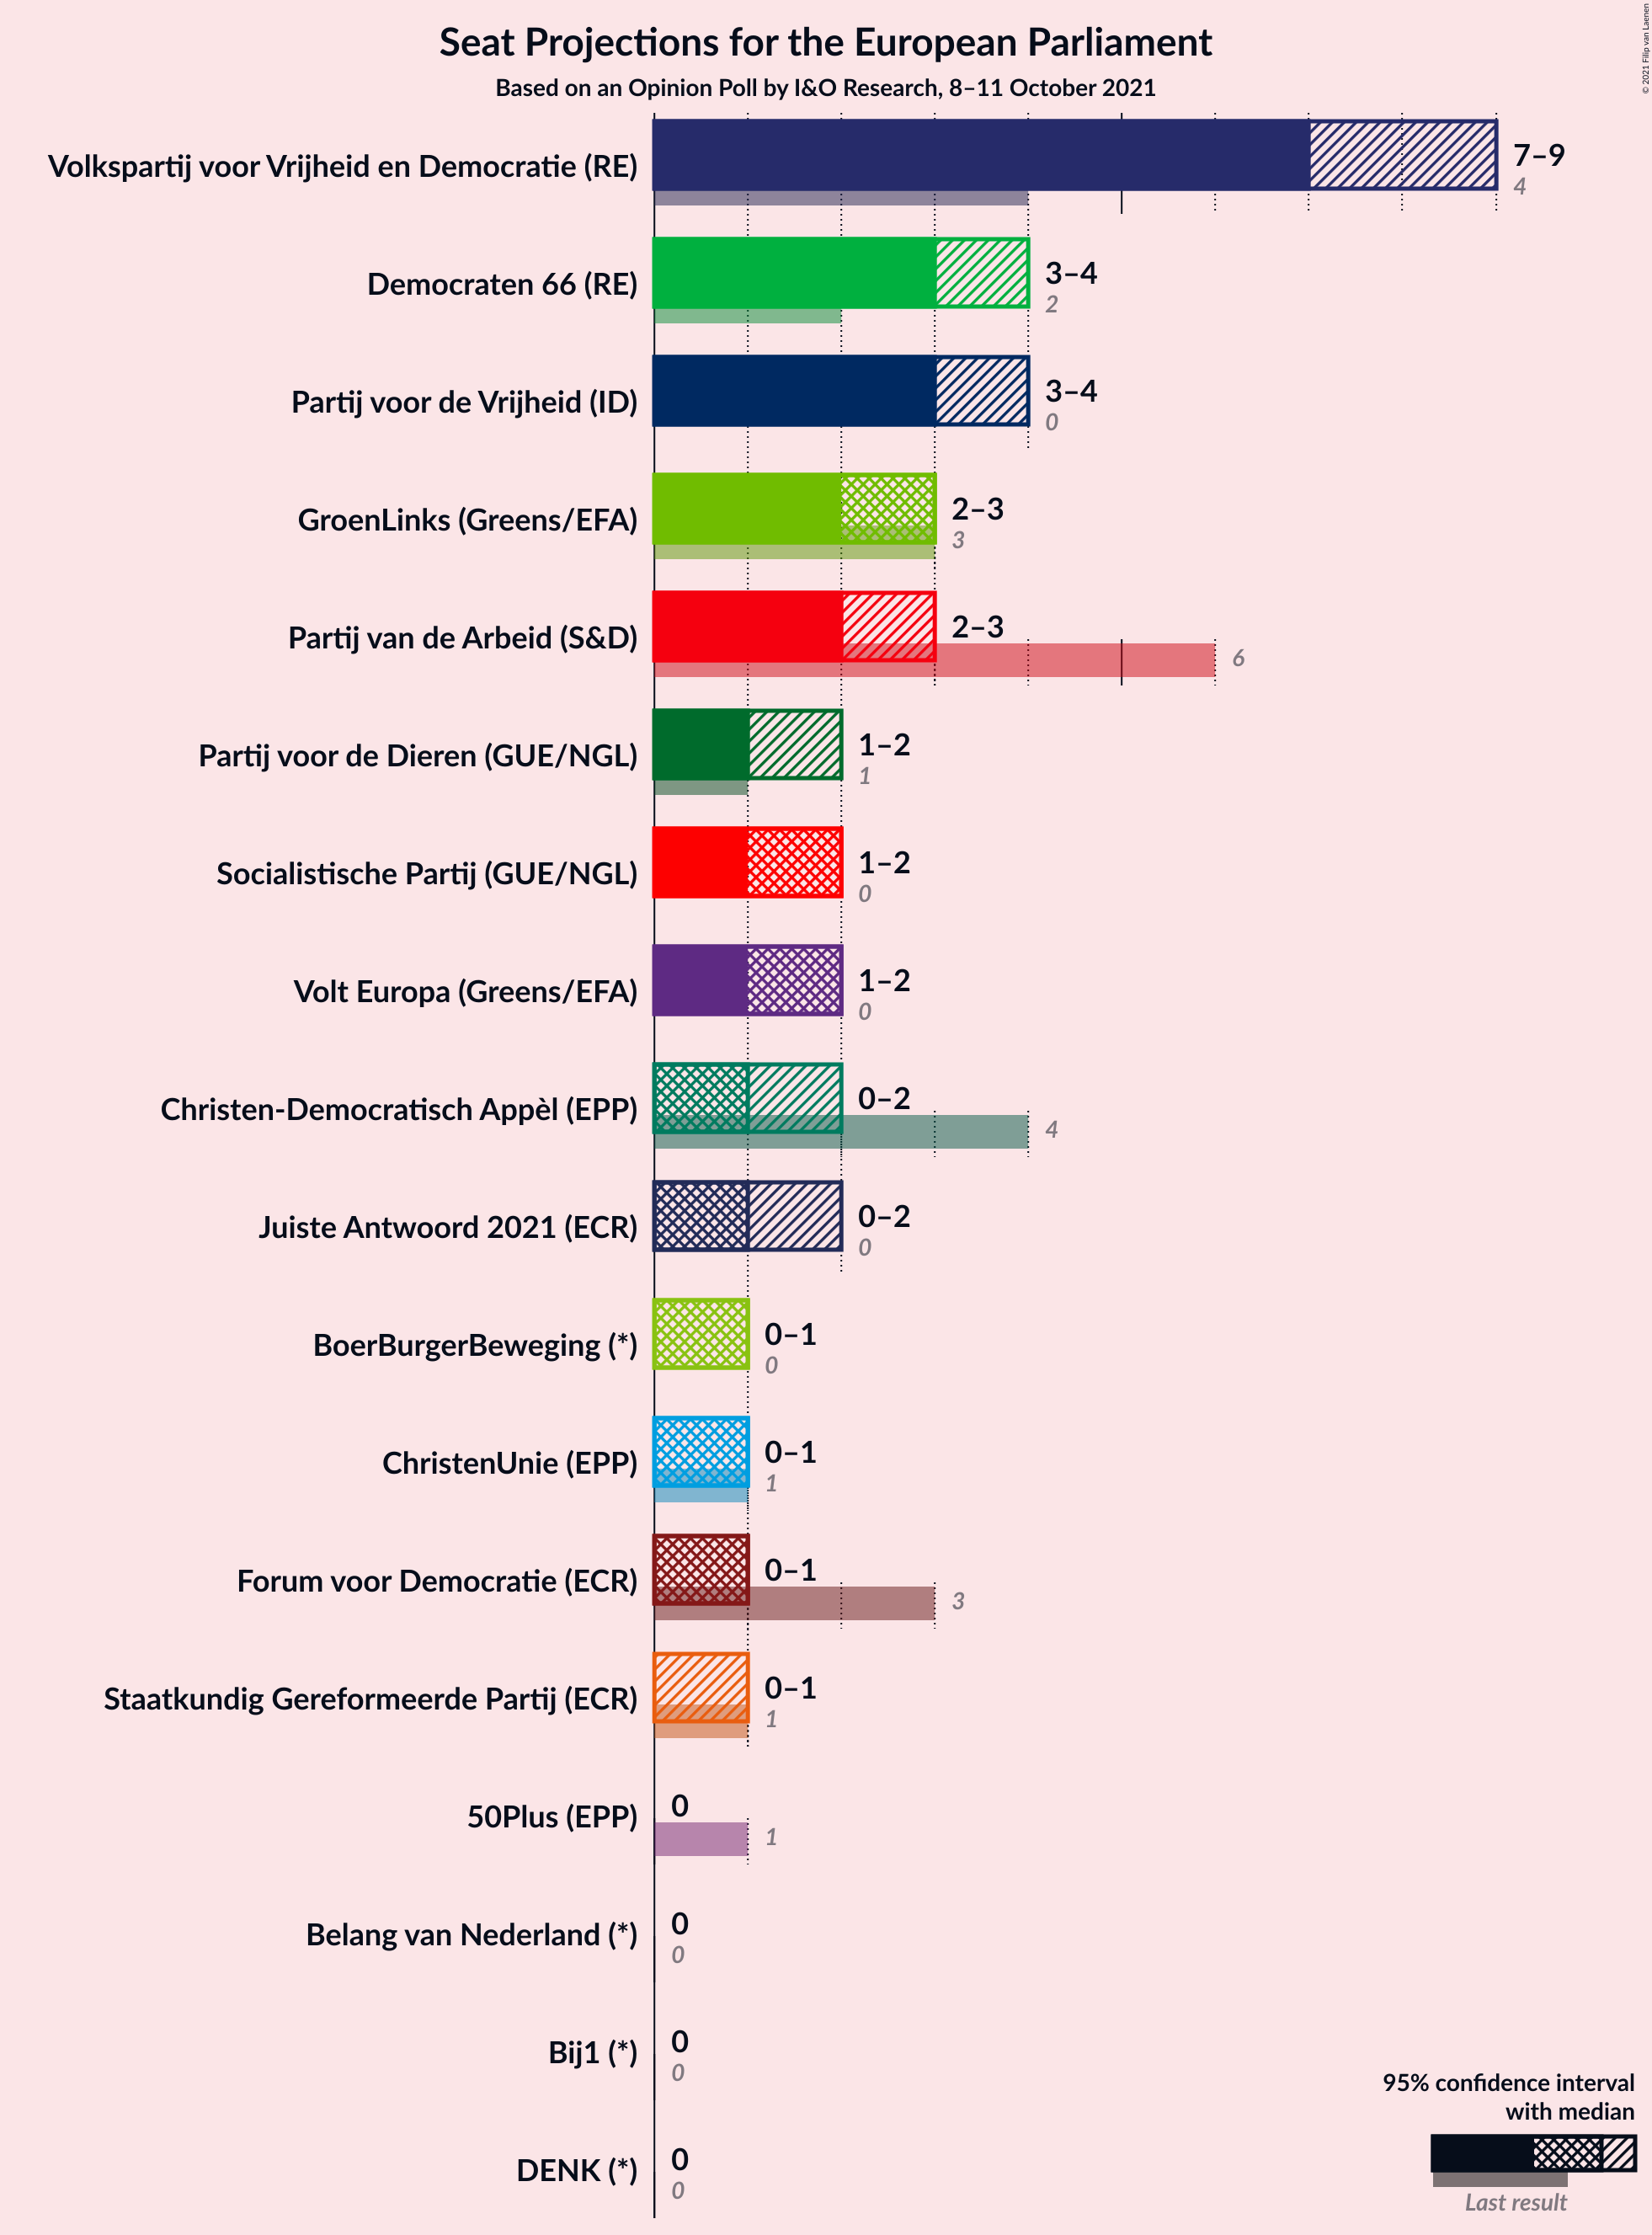 Seat Projections for the European Parliament
Based on an Opinion Poll by I&O Research, 8–11 October 2021
© 2021 Filip van Laenen
Volkspartij voor Vrijheid en Democratie (RE)
7–9
4
Democraten 66 (RE)
3–4
2
Partij voor de Vrijheid (ID)
3–4
0
GroenLinks (Greens/EFA)
2–3
3
Partij van de Arbeid (S&D)
2–3
6
Partij voor de Dieren (GUE/NGL)
1–2
1
Socialistische Partij (GUE/NGL)
1–2
0
Volt Europa (Greens/EFA)
1–2
0
Christen-Democratisch Appèl (EPP)
0–2
4
Juiste Antwoord 2021 (ECR)
0–2
0
BoerBurgerBeweging (*)
0–1
0
ChristenUnie (EPP)
0–1
1
Forum voor Democratie (ECR)
0–1
3
Staatkundig Gereformeerde Partij (ECR)
0–1
1
50Plus (EPP)
0
1
Belang van Nederland (*)
0
0
Bij1 (*)
0
0
DENK (*)
0
0
95% confidence interval
with median
Last result